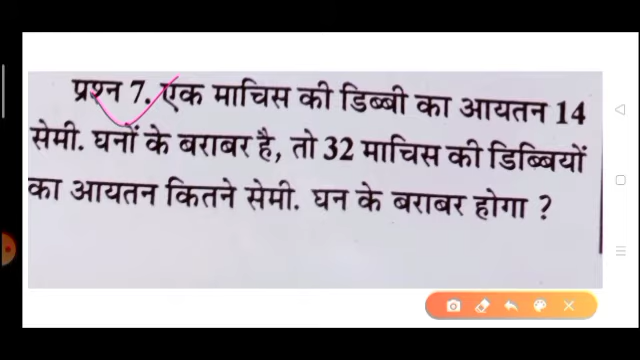 प्रश्न 7. एक माचिस की डिब्बी का आयतन 14
सेमी. घनों के बराबर है, तो 32 माचिस की डिब्बियों
का आयतन कितने सेमी. घन के बराबर होगा ?